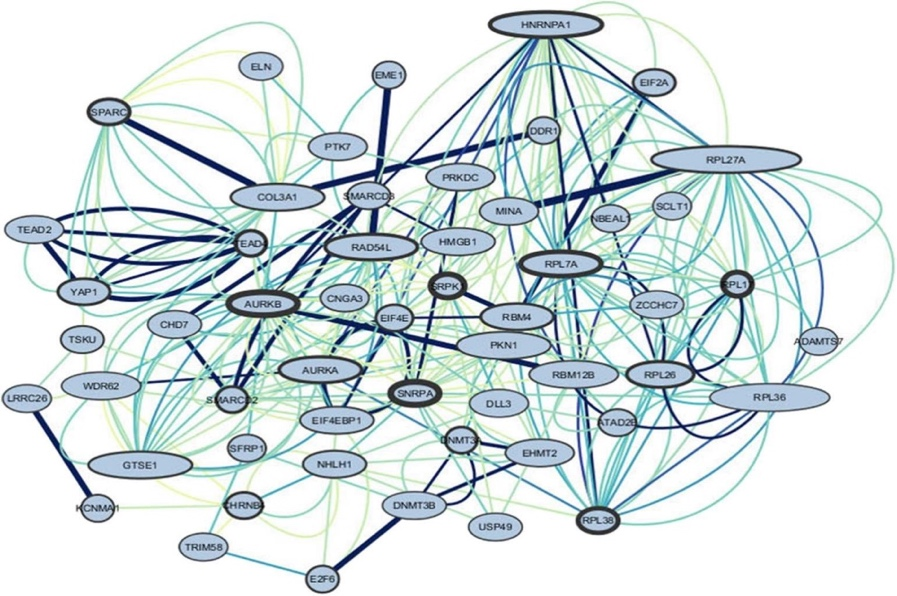 HNRNPA1
ELN
EME1
EIF2A
SPARC
DDR1
PTK7
RPL27A
PRKDC
COL3A1
SMARCD3
MINA
NBEAL1
SCLT1
TEAD2
TEAD4
RAD54L
HMGB1
RPL7A
YAP1
SRPK1
RPL1
AURKB
CNGA3
EIF4E
RBM4
ZCCHC7
CHD7
TSKU
PKN1
ADAMTS7
AURKA
RBM12B
RPL26
WDR62
LRRC26
SMARCD2
SNRPA
DLL3
RPL36
EIF4EBP1
ATAD2B
SFRP1
DNMT3A
EHMT2
GTSE1
NHLH1
KCNMA1
CHRNB4
DNMT3B
USP49
RPL38
TRIM58
E2F6